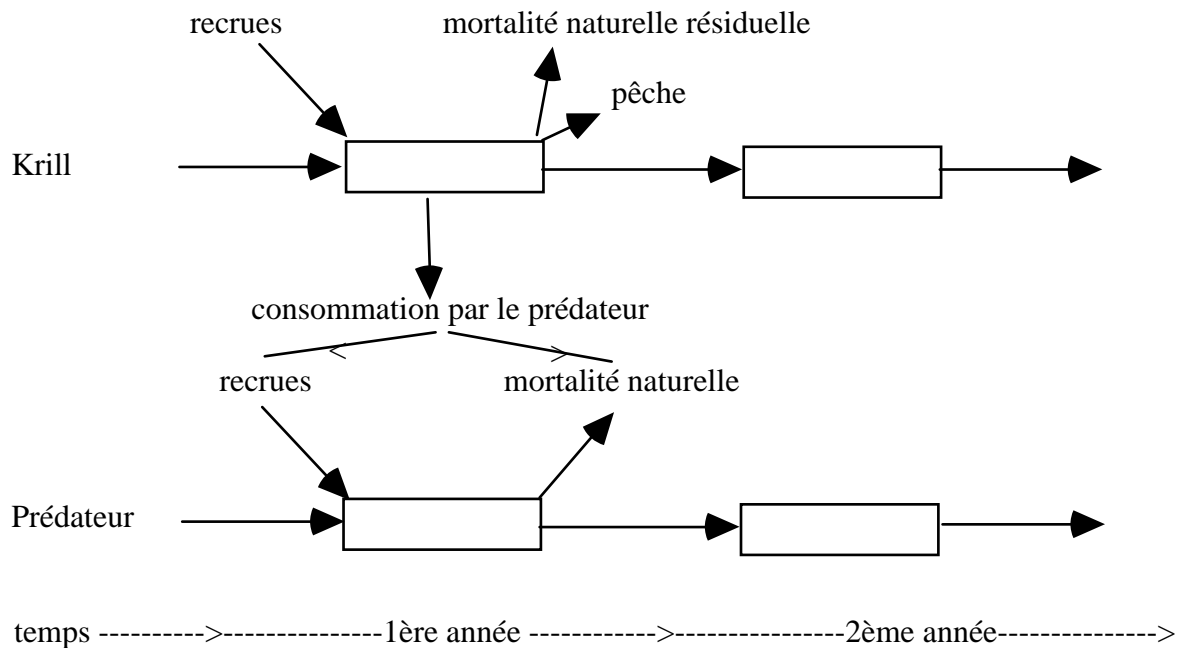 recrues mortalité naturelle résiduelle
pêche
Krill
consommation par le prédateur
recrues mortalité naturelle
Prédateur
temps ---------->----------------1ère année ------------>----------------2ème année---------------->